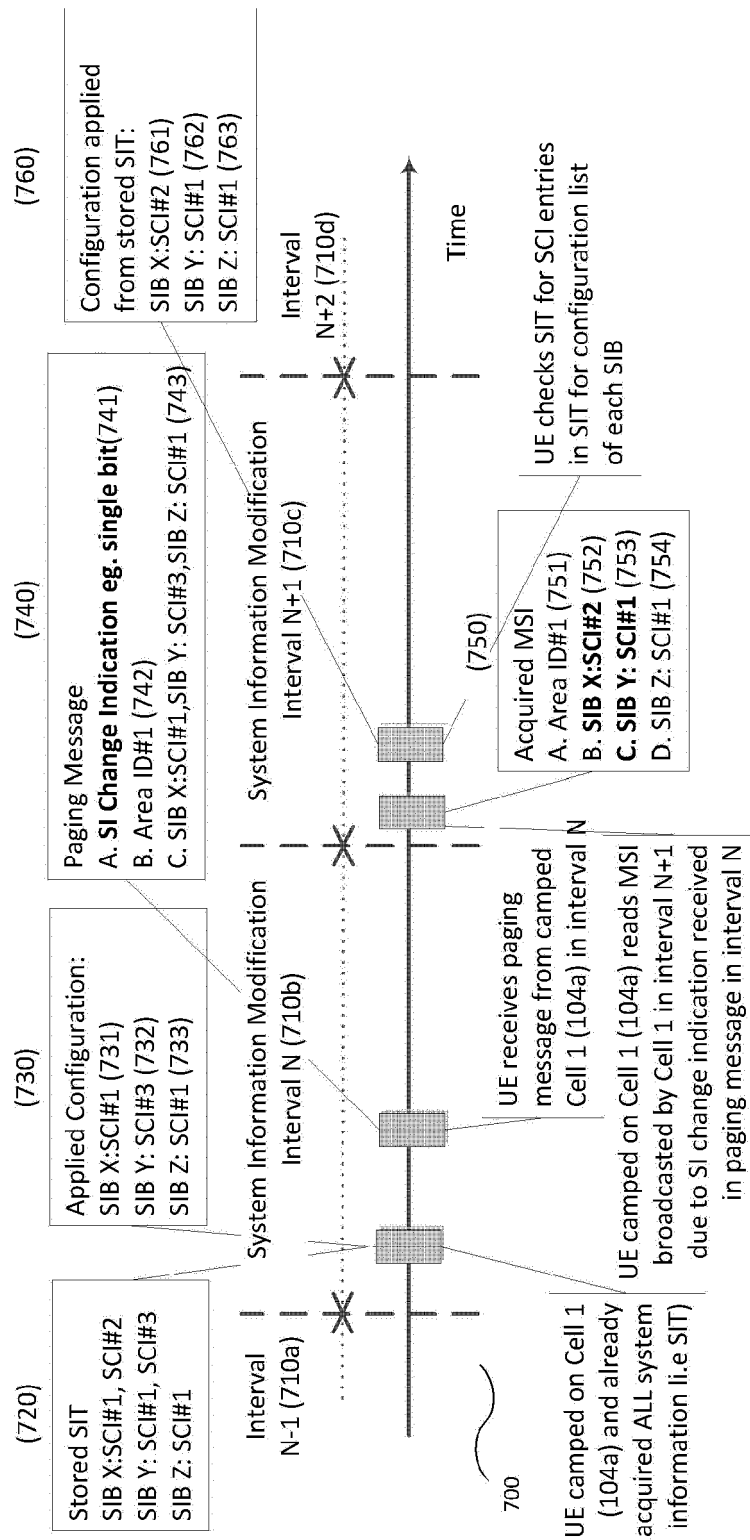 (720)
Stored SIT
SIB X:SCI#1, SCI#2
SIB Y: SCI#1, SCI#3
SIB Z: SCI#1
(730)
Applied Configuration:
SIB X:SCI#1 (731)
SIB Y: SCI#3 (732)
SIB Z: SCI#1 (733)
(740)
Paging Message
A. SI Change Indication eg. single bit(741)
B. Area ID#1 (742)
C. SIB X:SCI#1,SIB Y: SCI#3,SIB Z: SCI#1 (743)
(760)
Configuration applied
from stored SIT:
SIB X:SCI#2 (761)
SIB Y: SCI#1 (762)
SIB Z: SCI#1 (763)
Interval
N-1 (710a)
System Information Modification
Interval N (710b)
System Information Modification
Interval N+1 (710c)
Interval
N+2 (710d)
Time
700
UE camped on Cell 1
(104a) and already
acquired ALL system
information Ii.e SIT)
UE receives paging
message from camped
Cell 1 (104a) in interval N
UE camped on Cell 1 (104a) reads MSI
broadcasted by Cell 1 in interval N+1
due to SI change indication received
in paging message in interval N
(750)
Acquired MSI
A. Area ID#1 (751)
B. SIB X:SCI#2 (752)
C. SIB Y: SCI#1 (753)
D. SIB Z: SCI#1 (754)
UE checks SIT for SCI entries
in SIT for configuration list
of each SIB